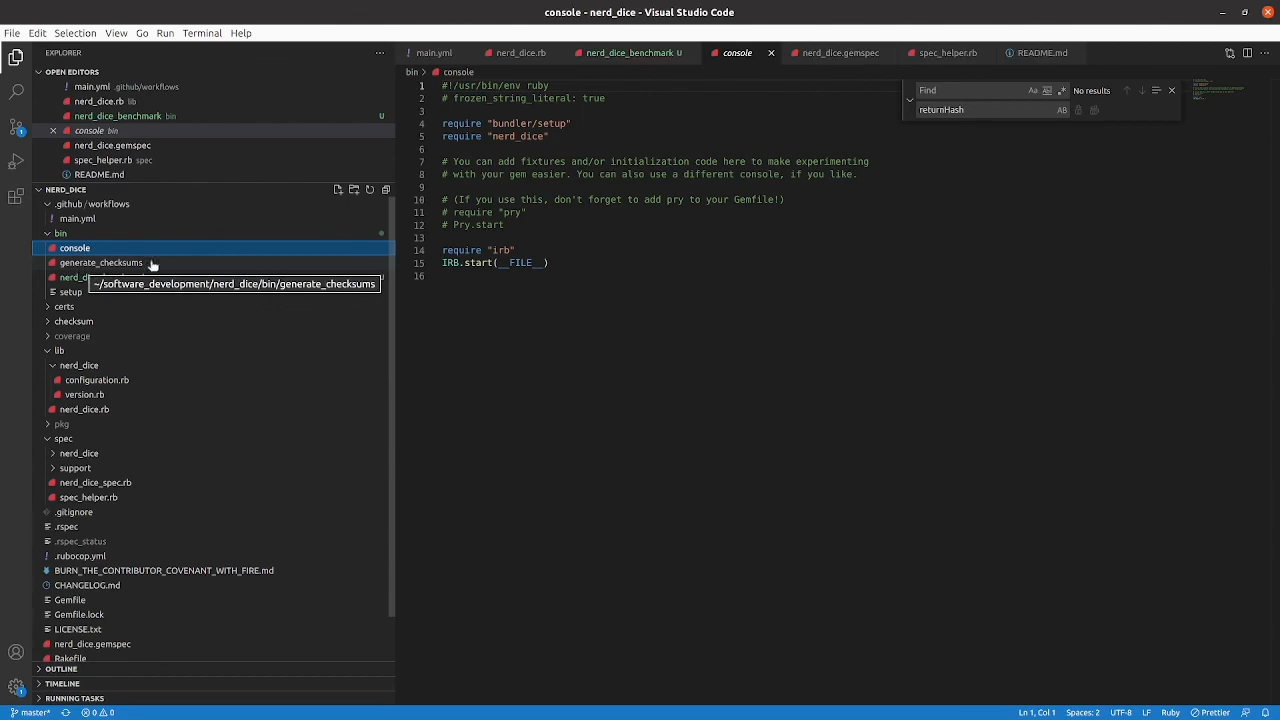 console - nerd_dice - Visual Studio Code
File Edit Selection View Go Run Terminal Help
EXPLORER
OPEN EDITORS
main.yml .github/workflows
nerd_dice.rb lib
nerd_dice_benchmark bin U
console bin
nerd_dice.gemspec
spec_helper.rb spec
README.md
NERD_DICE
.github / workflows
main.yml
bin
console
generate_checksums
nerd_di
~/software_development/nerd_dice/bin/generate_checksums
setup
certs
checksum
coverage
lib
nerd_dice
configuration.rb
version.rb
nerd_dice.rb
pkg
spec
nerd_dice
support
nerd_dice_spec.rb
spec_helper.rb
.gitignore
.rspec
.rspec_status
.rubocop.yml
BURN_THE_CONTRIBUTOR_COVENANT_WITH_FIRE.md
CHANGELOG.md
Gemfile
Gemfile.lock
LICENSE.txt
nerd_dice.gemspec
Rakefile
OUTLINE
TIMELINE
RUNNING TASKS
main.yml nerd_dice.rb nerd_dice_benchmark U console nerd_dice.gemspec spec_helper.rb README.md
bin > console
1 #!/usr/bin/env ruby
2 # frozen_string_literal: true
3
4 require "bundler/setup"
5 require "nerd_dice"
6
7 # You can add fixtures and/or initialization code here to make experimenting
8 # with your gem easier. You can also use a different console, if you like.
9
10 # (If you use this, don't forget to add pry to your Gemfile!)
11 # require "pry"
12 # Pry.start
13
14 require "irb"
15 IRB.start(__FILE__)
16
Find Aa No results
returnHash AB
1
1
master* 0 0 Ln 1, Col 1 Spaces: 2 UTF-8 LF Ruby Prettier